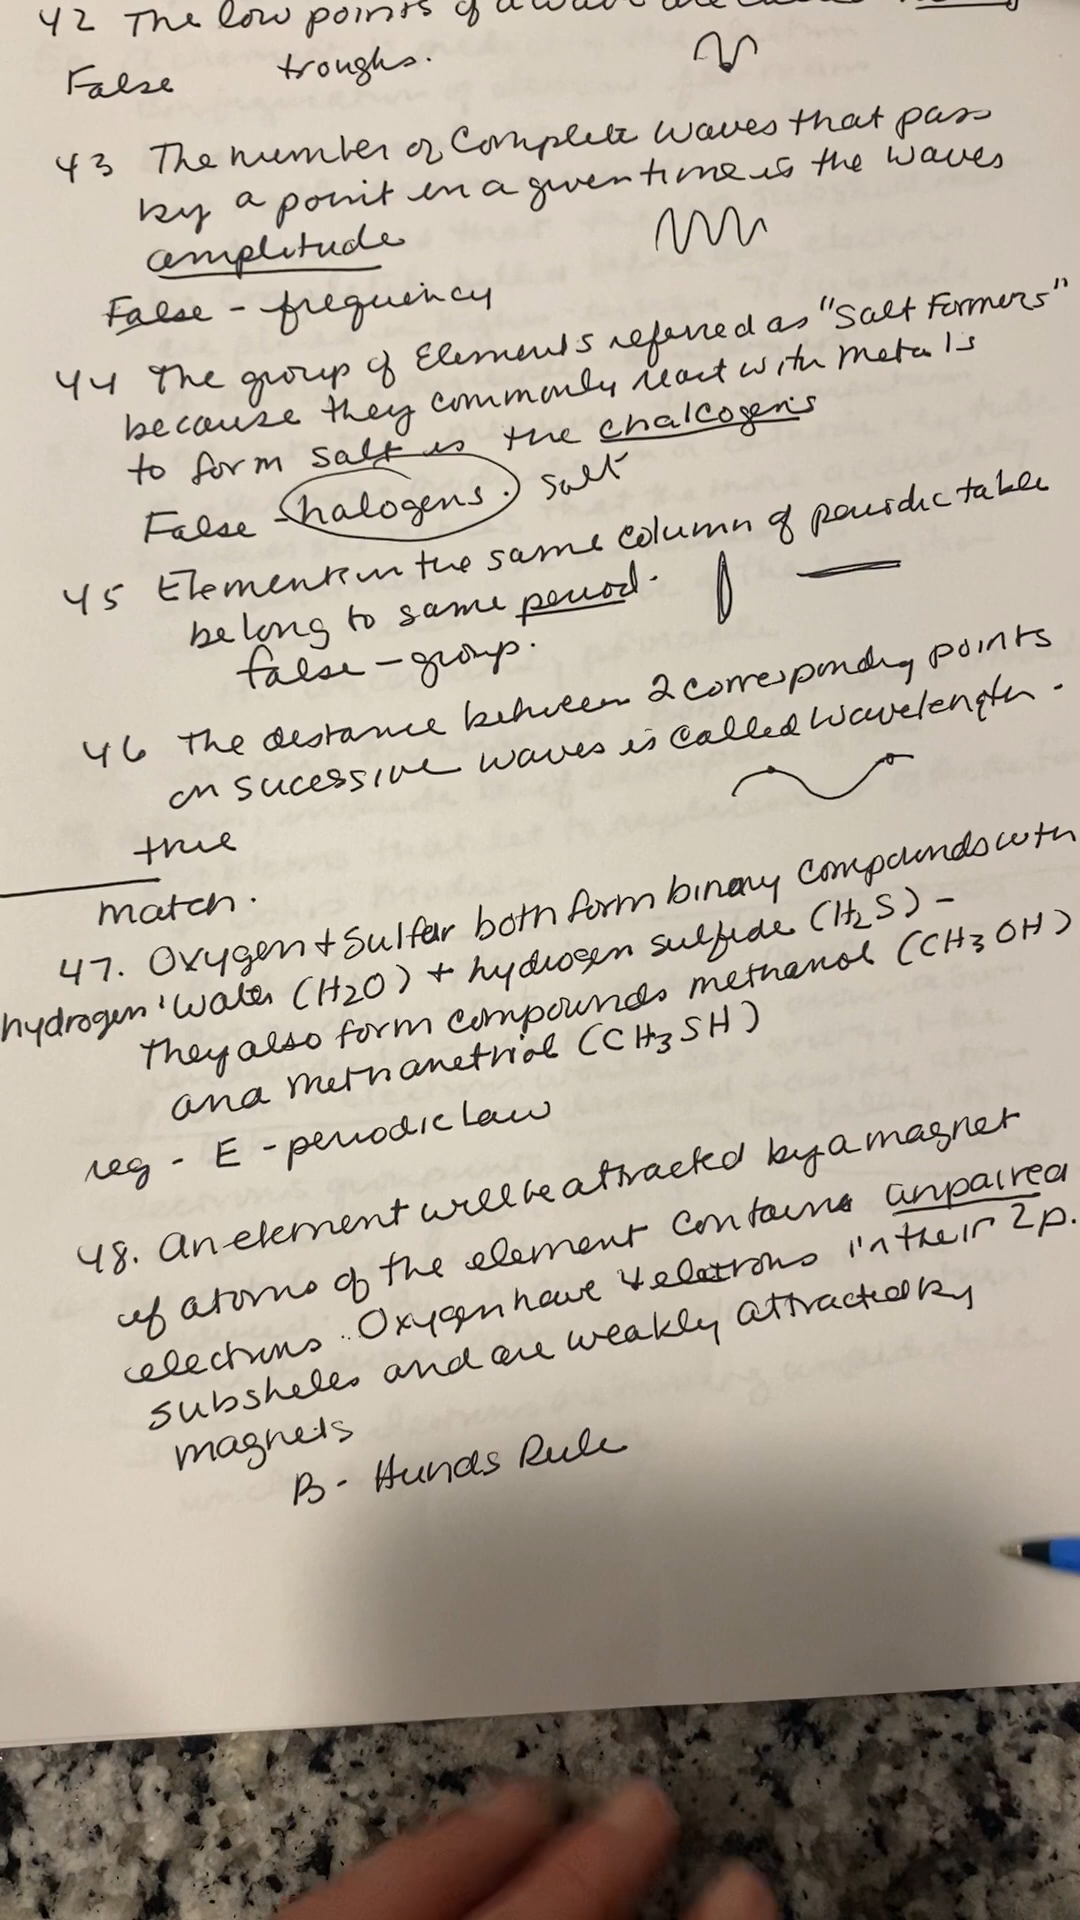 42 The low points of a wave are called
False troughs.
43 The number of Complete waves that pass
by a point in a given time is the waves
amplitude
False - frequency
44 The group of Elements referred as "Salt Formers"
because they commonly react with metals
to form salt is the chalcogens
False - halogens. Salt
45 Elements in the same column of periodic table
belong to same period.
false - group.
46 The distance between 2 corresponding points
on sucessive waves is called wavelength.
true
Match.
47. Oxygen + Sulfur both form binary compounds with
hydrogen: Water (H2O) + hydrogen sulfide (H2S) -
They also form compounds methanol (CH3OH)
and methanethiol (CH3SH)
E - periodic Law
48. An element will be attracted by a magnet
if atoms of the element contains unpaired
electrons. Oxygen have 4 eletrons in their 2p.
subshells and are weakly attracted by
magnets
B - Hunds Rule